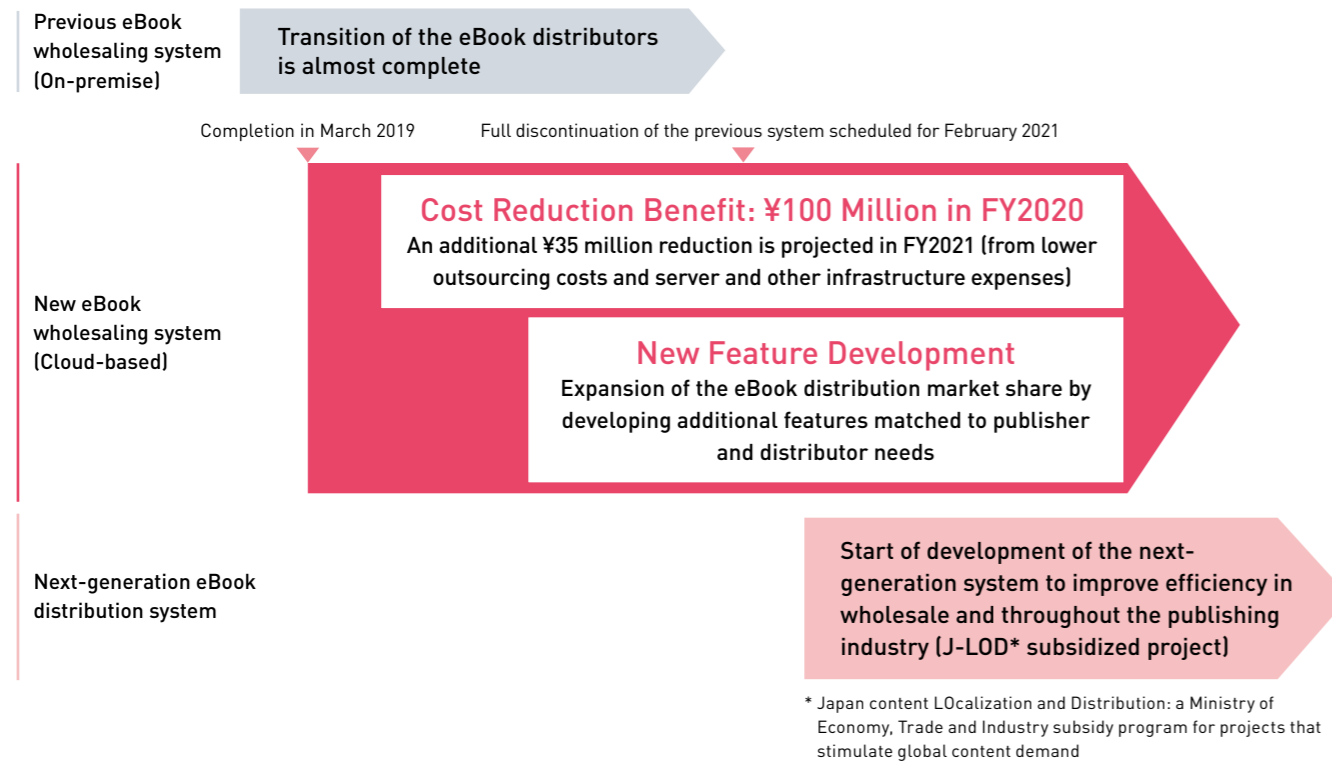 Previous eBook
wholesaling system
(On-premise)
Transition of the eBook distributors
is almost complete
Completion in March 2019
Full discontinuation of the previous system scheduled for February 2021
New eBook
wholesaling system
(Cloud-based)
Cost Reduction Benefit: ¥100 Million in FY2020
An additional ¥35 million reduction is projected in FY2021 (from lower
outsourcing costs and server and other infrastructure expenses)
New Feature Development
Expansion of the eBook distribution market share by
developing additional features matched to publisher
and distributor needs
Next-generation eBook
distribution system
Start of development of the next-
generation system to improve efficiency in
wholesale and throughout the publishing
industry (J-LOD* subsidized project)
* Japan content LOcalization and Distribution: a Ministry of
Economy, Trade and Industry subsidy program for projects that
stimulate global content demand